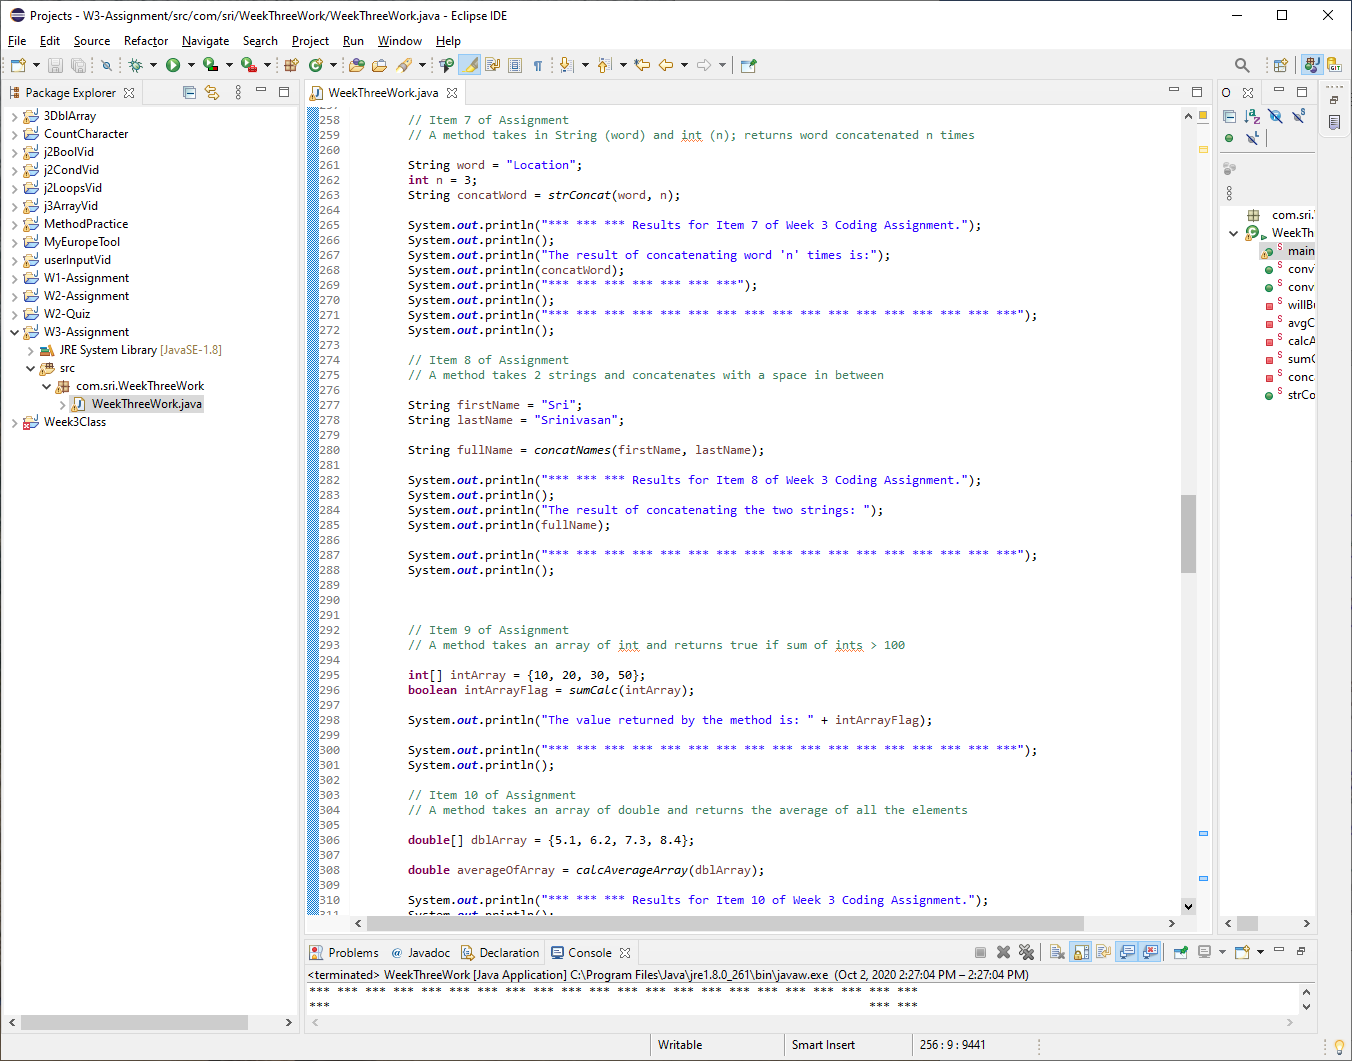 Projects - W3-Assignment/src/com/sri/WeekThreeWork/WeekThreeWork.java - Eclipse IDE
File Edit Source Refactor Navigate Search Project Run Window Help
Package Explorer
3DblArray
CountCharacter
j2BoolVid
j2CondVid
j2LoopsVid
j3ArrayVid
MethodPractice
MyEuropeTool
userInputVid
W1-Assignment
W2-Assignment
W2-Quiz
W3-Assignment
JRE System Library [JavaSE-1.8]
src
com.sri.WeekThreeWork
WeekThreeWork.java
Week3Class
WeekThreeWork.java
258 // Item 7 of Assignment
259 // A method takes in String (word) and int (n); returns word concatenated n times
260
261 String word = "Location";
262 int n = 3;
263 String concatWord = strConcat(word, n);
264
265 System.out.println("*** *** *** Results for Item 7 of Week 3 Coding Assignment.");
266 System.out.println();
267 System.out.println("The result of concatenating word 'n' times is:");
268 System.out.println(concatWord);
269 System.out.println("*** *** *** *** *** *** ***");
270 System.out.println();
271 System.out.println("*** *** *** *** *** *** *** *** *** *** *** *** *** *** *** *** ***");
272 System.out.println();
273
274 // Item 8 of Assignment
275 // A method takes 2 strings and concatenates with a space in between
276
277 String firstName = "Sri";
278 String lastName = "Srinivasan";
279
280 String fullName = concatNames(firstName, lastName);
281
282 System.out.println("*** *** *** Results for Item 8 of Week 3 Coding Assignment.");
283 System.out.println();
284 System.out.println("The result of concatenating the two strings: ");
285 System.out.println(fullName);
286
287 System.out.println("*** *** *** *** *** *** *** *** *** *** *** *** *** *** *** *** ***");
288 System.out.println();
289
290
291
292 // Item 9 of Assignment
293 // A method takes an array of int and returns true if sum of ints > 100
294
295 int[] intArray = {10, 20, 30, 50};
296 boolean intArrayFlag = sumCalc(intArray);
297
298 System.out.println("The value returned by the method is: " + intArrayFlag);
299
300 System.out.println("*** *** *** *** *** *** *** *** *** *** *** *** *** *** *** *** ***");
301 System.out.println();
302
303 // Item 10 of Assignment
304 // A method takes an array of double and returns the average of all the elements
305
306 double[] dblArray = {5.1, 6.2, 7.3, 8.4};
307
308 double averageOfArray = calcAverageArray(dblArray);
309
310 System.out.println("*** *** *** Results for Item 10 of Week 3 Coding Assignment.");
311 System.out.println();
O
com.sri.
WeekTh
main
conv
conv
willB
avgC
calcA
sumC
conc
strCo
Problems Javadoc Declaration Console
<terminated> WeekThreeWork [Java Application] C:\Program Files\Java\jre1.8.0_261\bin\javaw.exe (Oct 2, 2020 2:27:04 PM – 2:27:04 PM)
*** *** *** *** *** *** *** *** *** *** *** *** *** *** *** *** *** *** *** *** *** ***
*** *** ***
Writable Smart Insert 256 : 9 : 9441